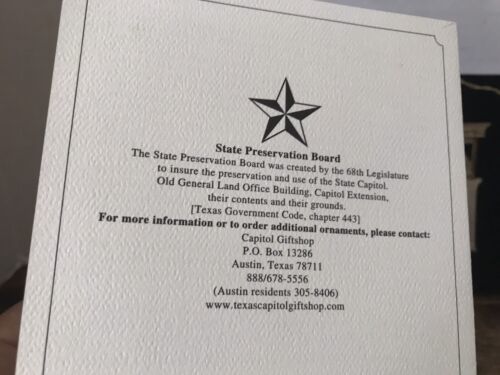 State Preservation Board
The State Preservation Board was created by the 68th Legislature
to insure the preservation and use of the State Capitol.
Old General Land Office Building, Capitol Extension,
their contents and their grounds.
[Texas Government Code, chapter 443]
For more information or to order additional ornaments, please contact:
Capitol Giftshop
P.O. Box 13286
Austin, Texas 78711
888/678-5556
(Austin residents 305-8406)
www.texascapitolgiftshop.com